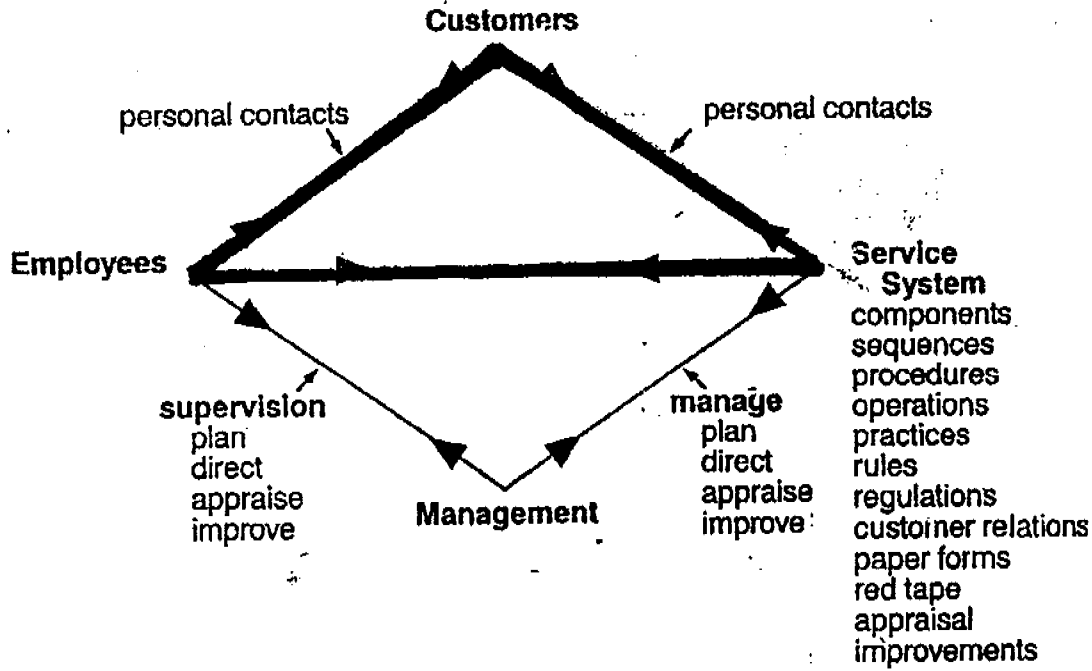 Customers
personal contacts
personal contacts
Employees
Service
System
components
sequences
procedures
operations
practices
rules
regulations
customer relations
paper forms
red tape
appraisal
improvements
supervision
plan
direct
appraise
improve
manage
plan
direct
appraise
improve
Management